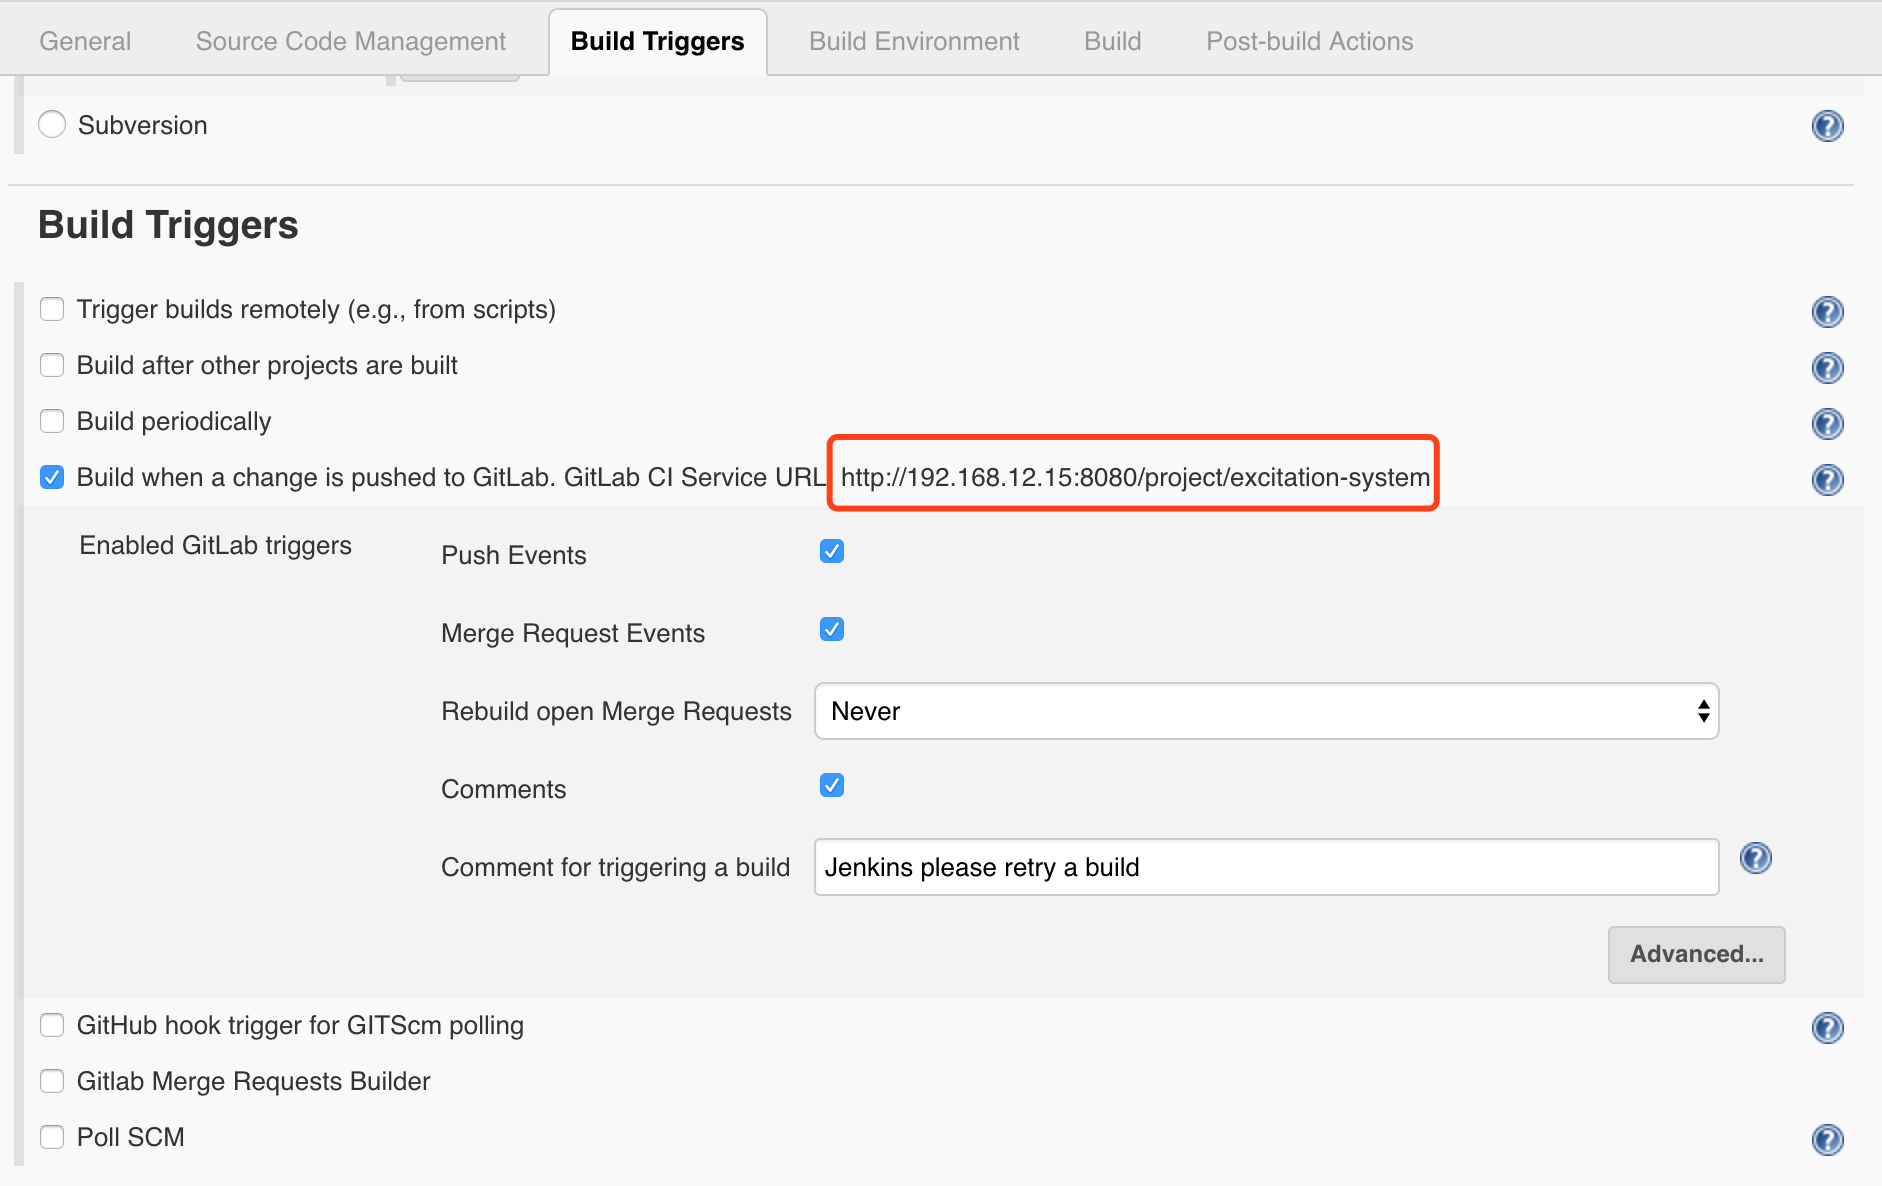 General Source Code Management Build Triggers Build Environment Build Post-build Actions
Subversion
Build Triggers
Trigger builds remotely (e.g., from scripts)
Build after other projects are built
Build periodically
Build when a change is pushed to GitLab. GitLab CI Service URL: http://192.168.12.15:8080/project/excitation-system
Enabled GitLab triggers
Push Events
Merge Request Events
Rebuild open Merge Requests Never
Comments
Comment for triggering a build Jenkins please retry a build
Advanced...
GitHub hook trigger for GITScm polling
Gitlab Merge Requests Builder
Poll SCM